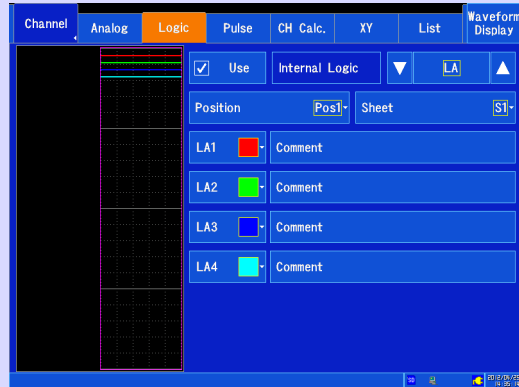 Channel
Analog
Logic
Pulse
CH Calc.
XY
List
Waveform
Display
Use
Internal Logic
LA
Position
Pos1
Sheet
S1
LA1
Comment
LA2
Comment
LA3
Comment
LA4
Comment